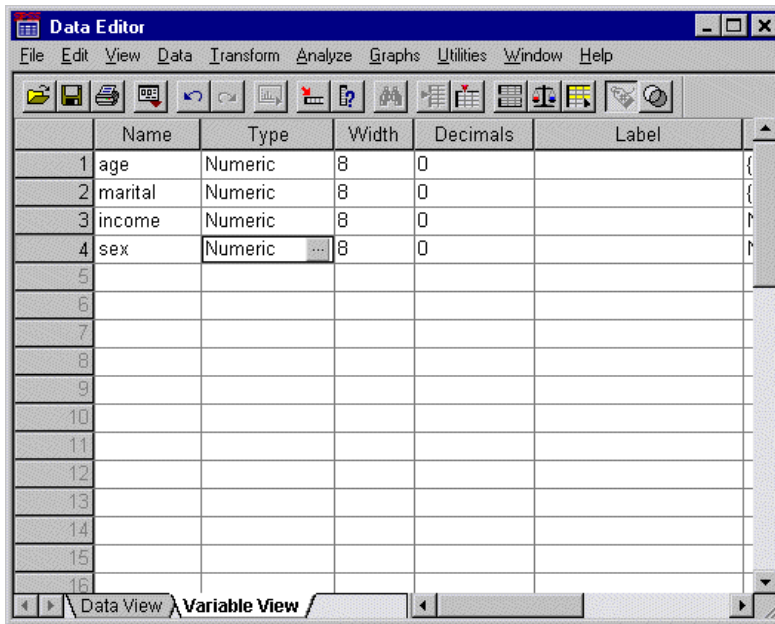 Data Editor
File Edit View Data Transform Analyze Graphs Utilities Window Help
Name Type Width Decimals Label
1 age Numeric 8 0 {
2 marital Numeric 8 0 {
3 income Numeric 8 0 N
4 sex Numeric ... 8 0 N
5
6
7
8
9
10
11
12
13
14
15
16
Data View Variable View